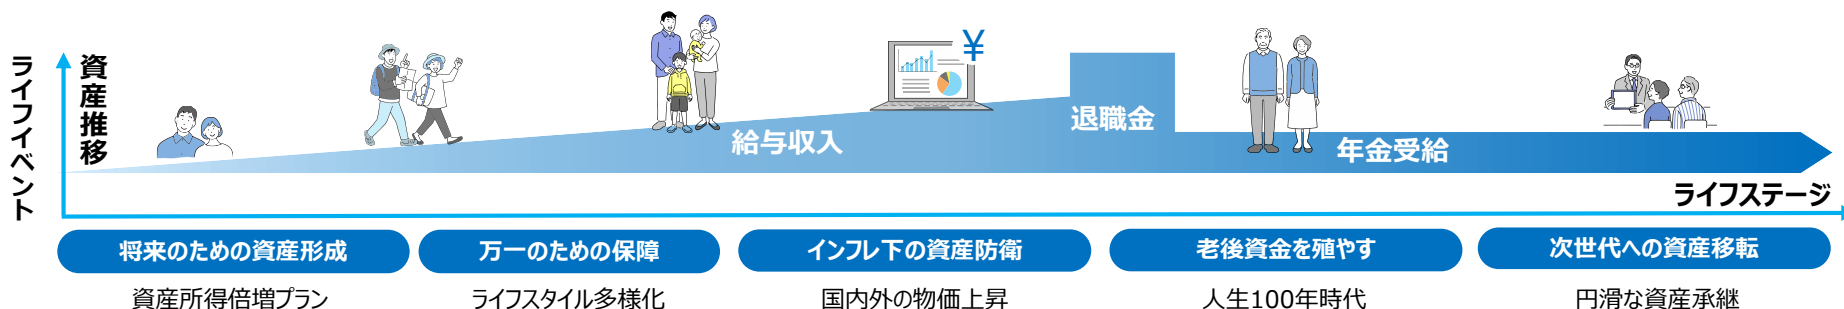 ライフイベント
資産推移
¥
給与収入
退職金
年金受給
ライフステージ
将来のための資産形成
万一のための保障
インフレ下の資産防衛
老後資金を殖やす
次世代への資産移転
資産所得倍増プラン
ライフスタイル多様化
国内外の物価上昇
人生100年時代
円滑な資産承継